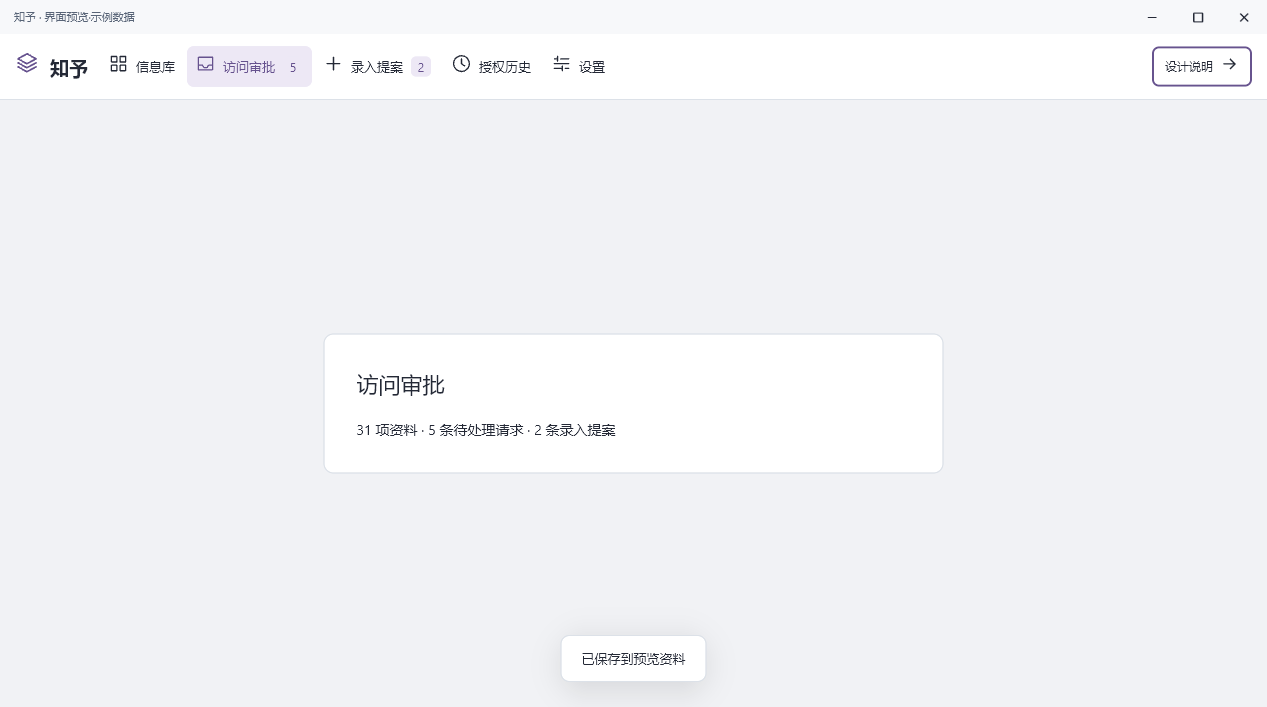 知予 · 界面预览·示例数据
知予 信息库 访问审批 5 录入提案 2 授权历史 设置 设计说明
访问审批
31 项资料 · 5 条待处理请求 · 2 条录入提案
已保存到预览资料